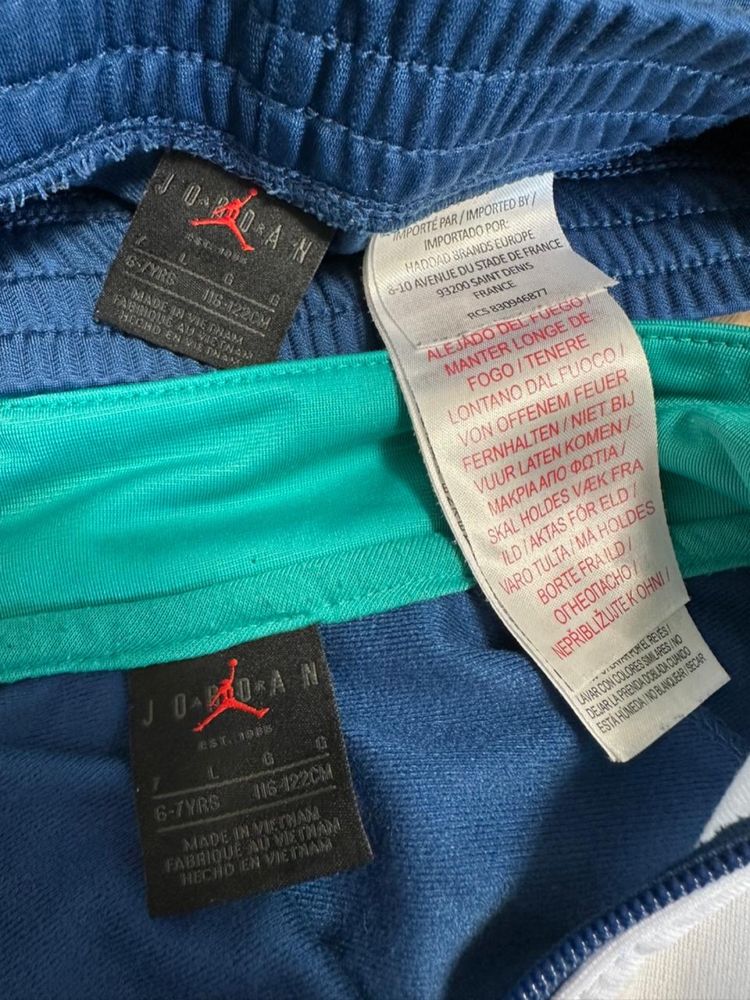 JORDAN
EST. 1985
7 L G G
6-7YRS
MADE IN VIETNAM
FABRIQUÉ AU VIETNAM
HECHO EN VIETNAM
IMPORTÉ PAR / IMPORTED BY /
IMPORTADO POR:
HADDAD BRANDS EUROPE
8-10 AVENUE DU STADE DE FRANCE
93200 SAINT DENIS
FRANCE
RCS 830946877
ALEJADO DEL FUEGO /
MANTER LONGE DE
FOGO / TENERE
LONTANO DAL FUOCO /
VON OFFENEM FEUER
FERNHALTEN / NIET BIJ
VUUR LATEN KOMEN /
ΜΑΚΡΙΑ ΑΠΟ ΦΩΤΙΑ /
SKAL HOLDES VÆK FRA
ILD / AKTAS FÖR ELD /
VARO TULTA / MÅ HOLDES
BORTE FRA ILD /
ОГНЕОПАСНО /
NEPŘIBLIŽUJTE K OHNI /
POR EL REVÉS /
LAVAR CON COLORES SIMILARES / NO
DEJAR LA PRENDA DOBLADA CUANDO
ESTÁ HÚMEDA / NO BLANQUEAR / SECAR
JORDAN
EST. 1985
7 L G G
6-7YRS 116-122CM
MADE IN VIETNAM
FABRIQUÉ AU VIETNAM
HECHO EN VIETNAM